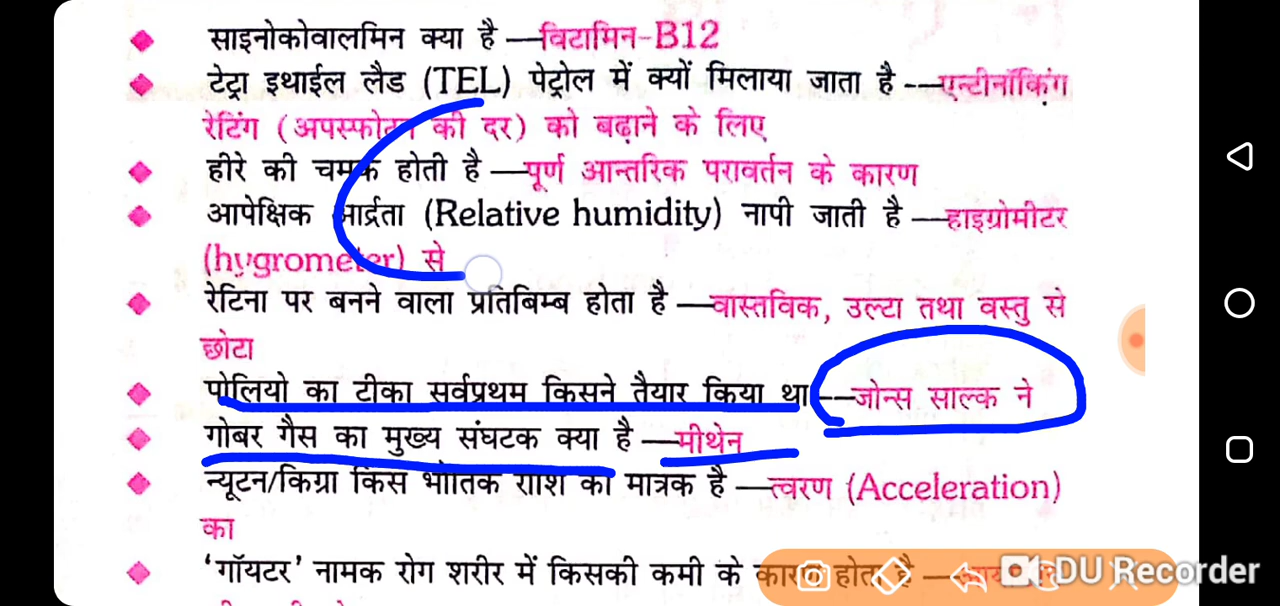 साइनोकोवालमिन क्या है —विटामिन-B12
टेट्रा इथाईल लैड (TEL) पेट्रोल में क्यों मिलाया जाता है —एन्टीनॉकिंग
रेटिंग (अपस्फोटन की दर) को बढ़ाने के लिए
हीरे की चमक होती है —पूर्ण आन्तरिक परावर्तन के कारण
आपेक्षिक आर्द्रता (Relative humidity) नापी जाती है —हाइग्रोमीटर
(hygrometer) से
रेटिना पर बनने वाला प्रतिबिम्ब होता है —वास्तविक, उल्टा तथा वस्तु से
छोटा
पोलियो का टीका सर्वप्रथम किसने तैयार किया था —जोन्स साल्क ने
गोबर गैस का मुख्य संघटक क्या है —मीथेन
न्यूटन/किग्रा किस भौतिक राशि का मात्रक है —त्वरण (Acceleration)
का
‘गॉयटर’ नामक रोग शरीर में किसकी कमी के कारण होता है —
DU Recorder